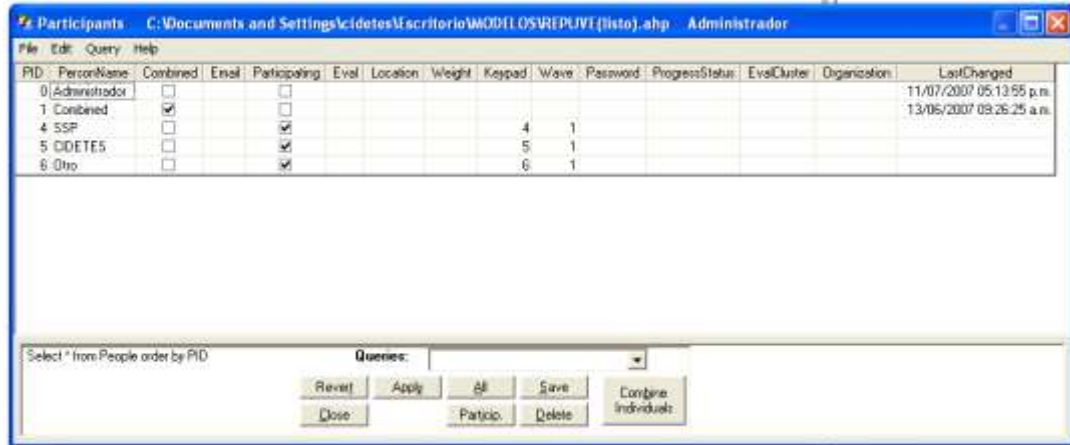 Participants C:\Documents and Settings\cidetes\Escritorio\MODELOS\REPUVE(listo).ahp Administrador
File Edit Query Help
PID PersonName Combined Email Participating Eval Location Weight Keypad Wave Password ProgressStatus EvalCluster Organization LastChanged
0 Administrador 11/07/2007 05:13:55 p.m.
1 Combined 13/06/2007 09:26:25 a.m.
4 SSP 4 1
5 CIDETES 5 1
6 Otro 6 1
Select * from People order by PID Queries:
Revert Apply All Save Combine Individuals
Close Particip. Delete